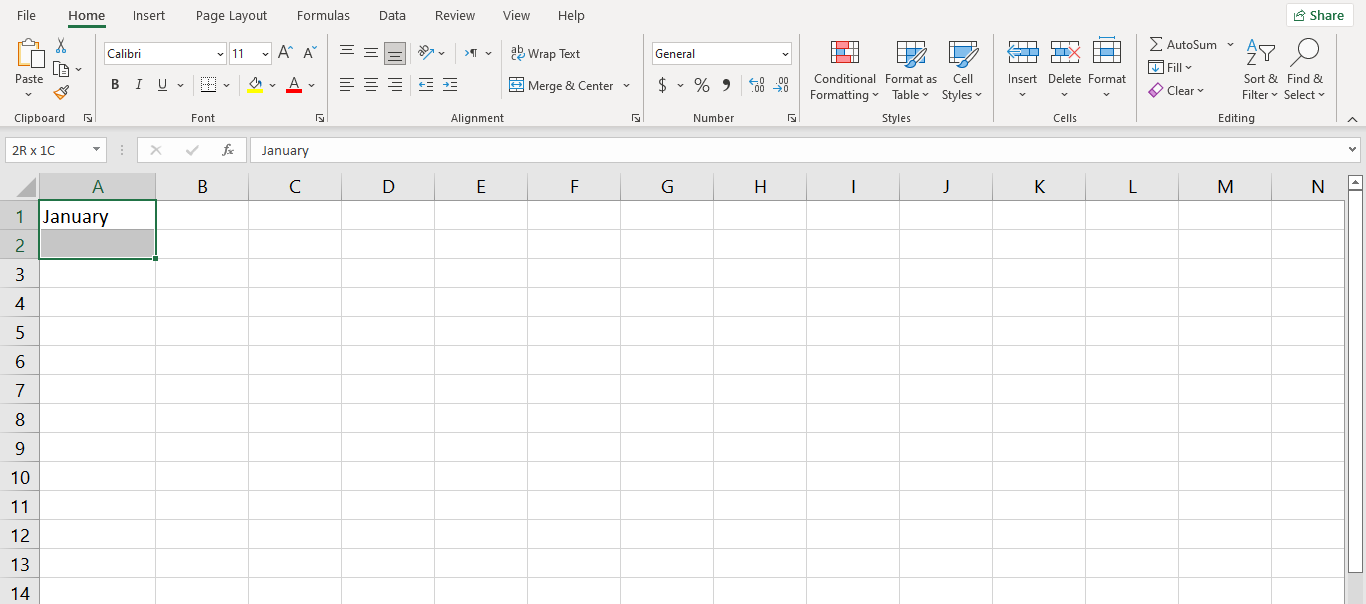 File Home Insert Page Layout Formulas Data Review View Help Share
Calibri 11 ab Wrap Text General AutoSum
Paste Conditional Formatting Format as Table Cell Styles Insert Delete Format Fill Sort & Filter Find & Select
B I U A Merge & Center $ % Clear
Clipboard Font Alignment Number Styles Cells Editing
2R x 1C fx January
A B C D E F G H I J K L M N
1 January
2
3
4
5
6
7
8
9
10
11
12
13
14